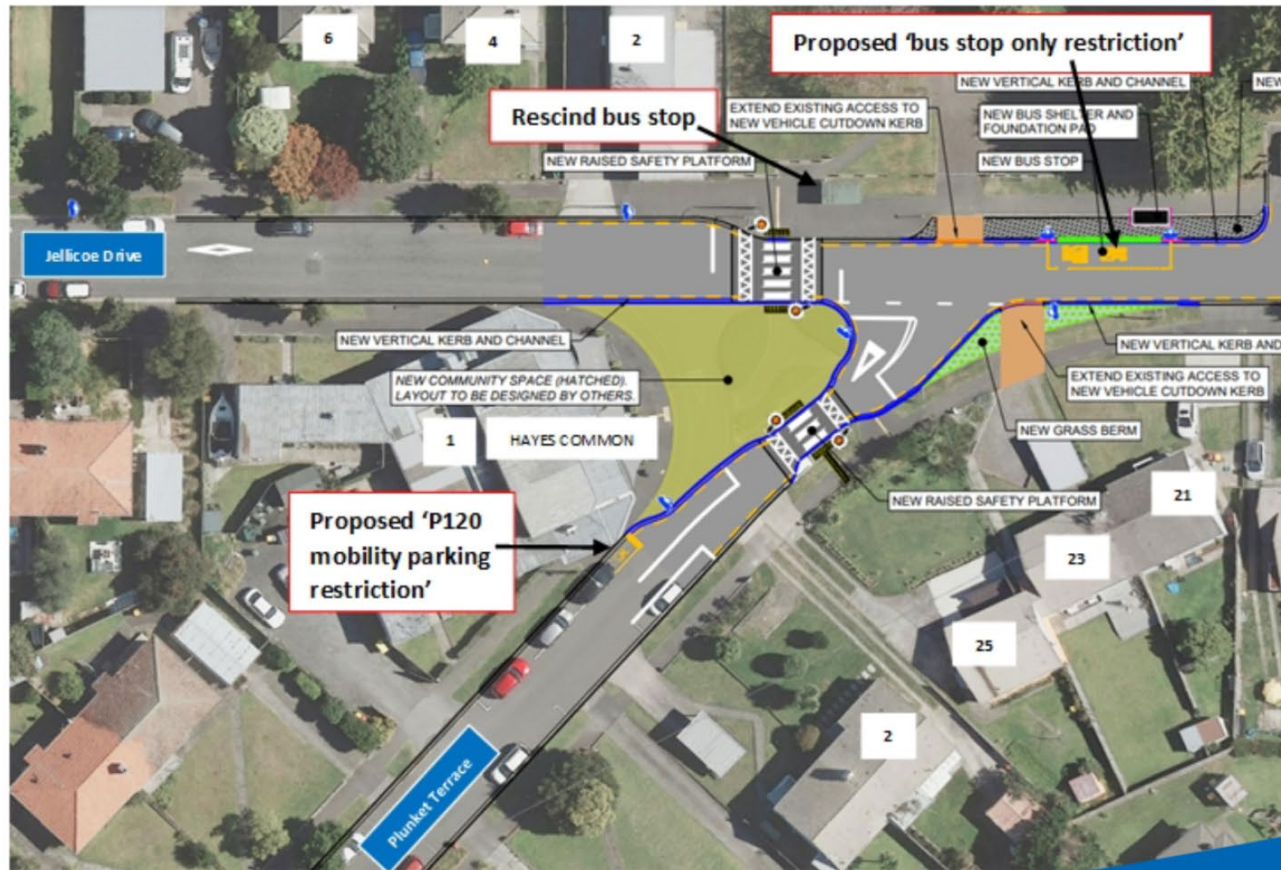 6
4
2
Proposed ‘bus stop only restriction’
NEW VERTICAL KERB AND CHANNEL
NEW
Rescind bus stop
EXTEND EXISTING ACCESS TO
NEW VEHICLE CUTDOWN KERB
NEW BUS SHELTER AND
FOUNDATION PAD
NEW RAISED SAFETY PLATFORM
NEW BUS STOP
Jellicoe Drive
NEW VERTICAL KERB AND CHANNEL
NEW VERTICAL KERB AND
NEW COMMUNITY SPACE (HATCHED).
LAYOUT TO BE DESIGNED BY OTHERS.
EXTEND EXISTING ACCESS TO
NEW VEHICLE CUTDOWN KERB
1
HAYES COMMON
NEW GRASS BERM
NEW RAISED SAFETY PLATFORM
21
Proposed ‘P120
mobility parking
restriction’
23
25
2
Plunket Terrace